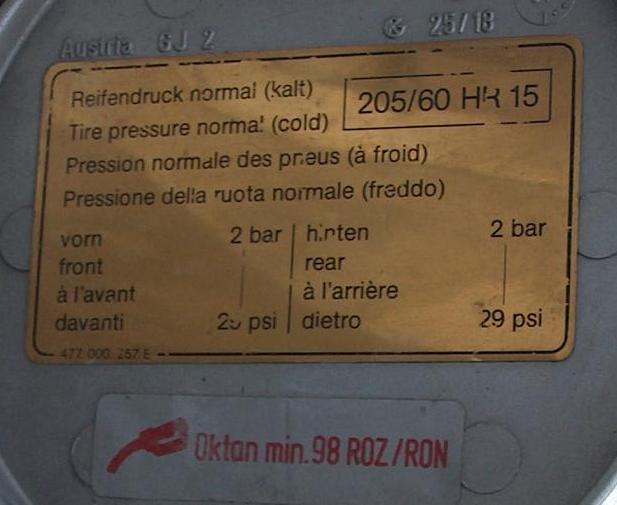 Austria 6J 2 25/18
Reifendruck normal (kalt)
205/60 HR 15
Tire pressure normal (cold)
Pression normale des pneus (à froid)
Pressione della ruota normale (freddo)
vorn 2 bar hinten 2 bar
front rear
à l'avant à l'arrière
davanti psi dietro 29 psi
477 000 257 E
Oktan min. 98 ROZ/RON